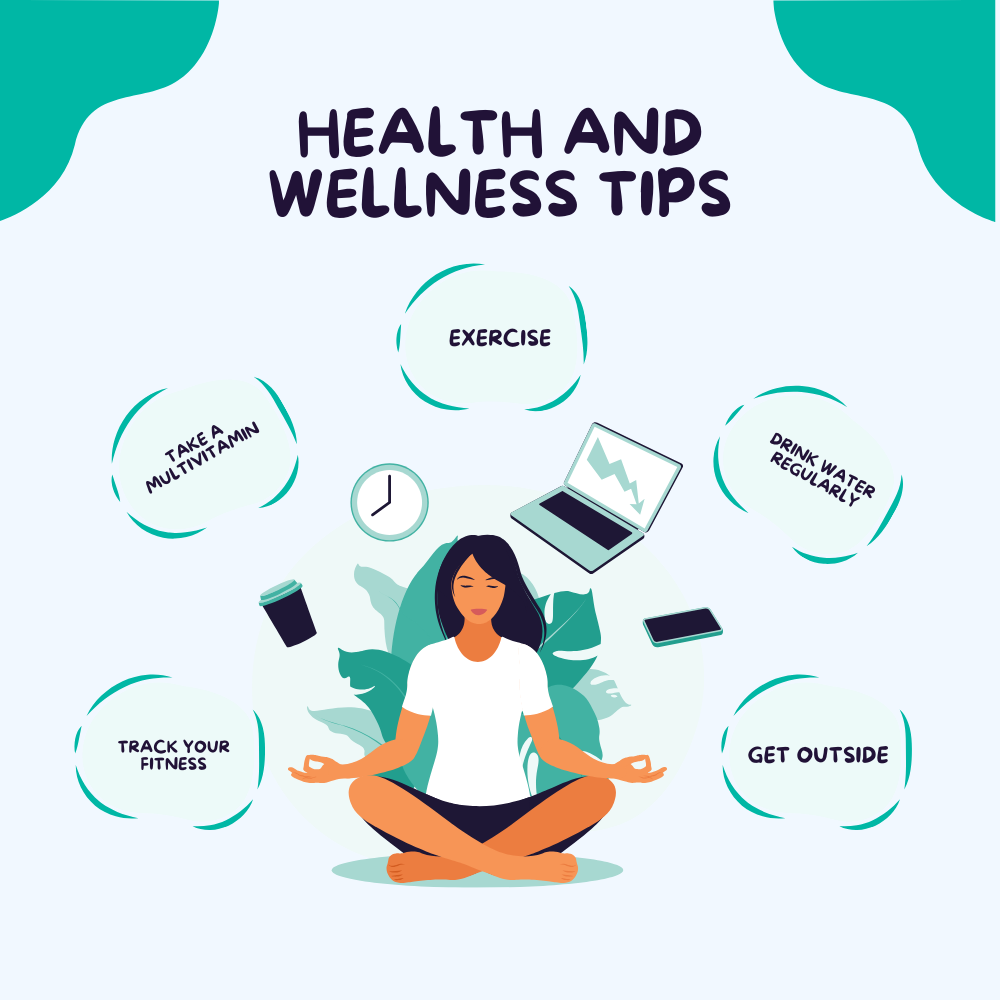 HEALTH AND
WELLNESS TIPS
EXERCISE
TAKE A
MULTIVITAMIN
DRINK WATER
REGULARLY
TRACK YOUR
FITNESS
GET OUTSIDE